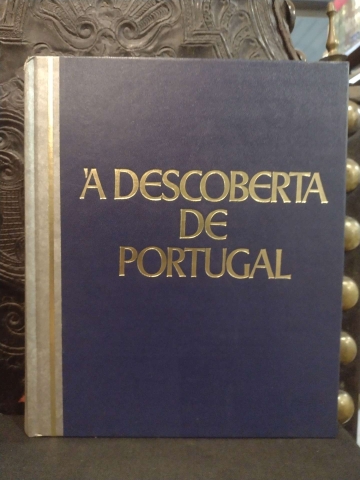 À DESCOBERTA
DE
PORTUGAL